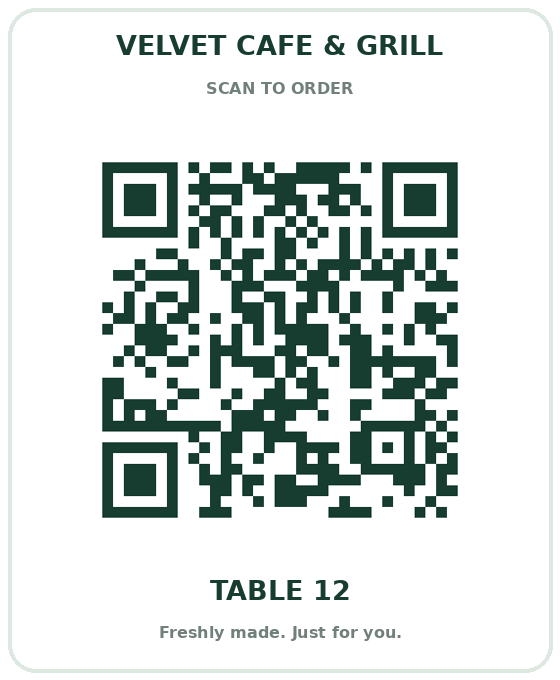 VELVET CAFE & GRILL
SCAN TO ORDER
TABLE 12
Freshly made. Just for you.